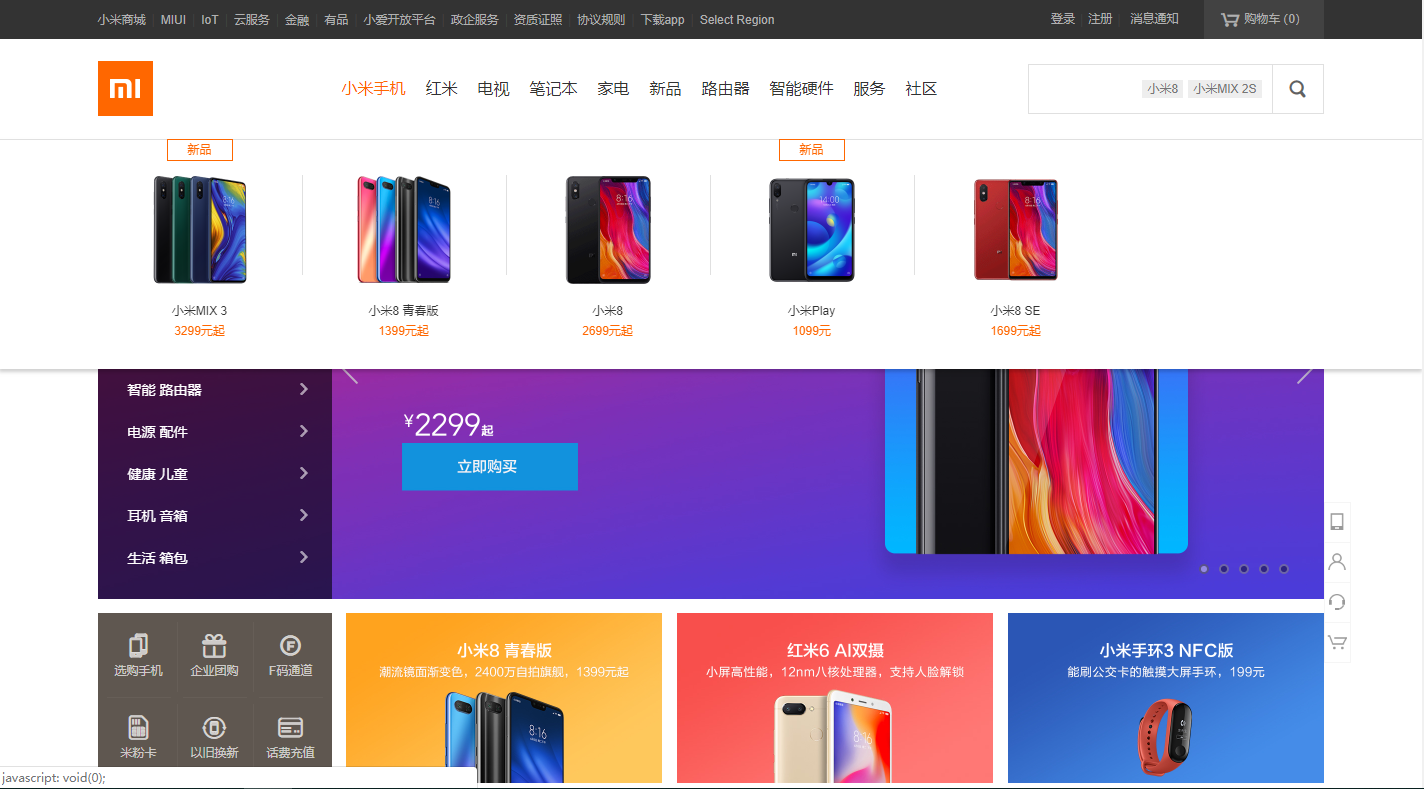 小米商城 MIUI IoT 云服务 金融 有品 小爱开放平台 政企服务 资质证照 协议规则 下载app Select Region 登录 注册 消息通知 购物车 (0)
小米手机 红米 电视 笔记本 家电 新品 路由器 智能硬件 服务 社区 小米8 小米MIX 2S
新品 新品
小米MIX 3 小米8 青春版 小米8 小米Play 小米8 SE
3299元起 1399元起 2699元起 1099元 1699元起
智能 路由器
电源 配件
健康 儿童
耳机 音箱
生活 箱包
¥2299起
立即购买
选购手机 企业团购 F码通道
米粉卡 以旧换新 话费充值
小米8 青春版
潮流镜面渐变色，2400万自拍旗舰，1399元起
红米6 AI双摄
小屏高性能，12nm八核处理器，支持人脸解锁
小米手环3 NFC版
能刷公交卡的触摸大屏手环，199元
javascript: void(0);